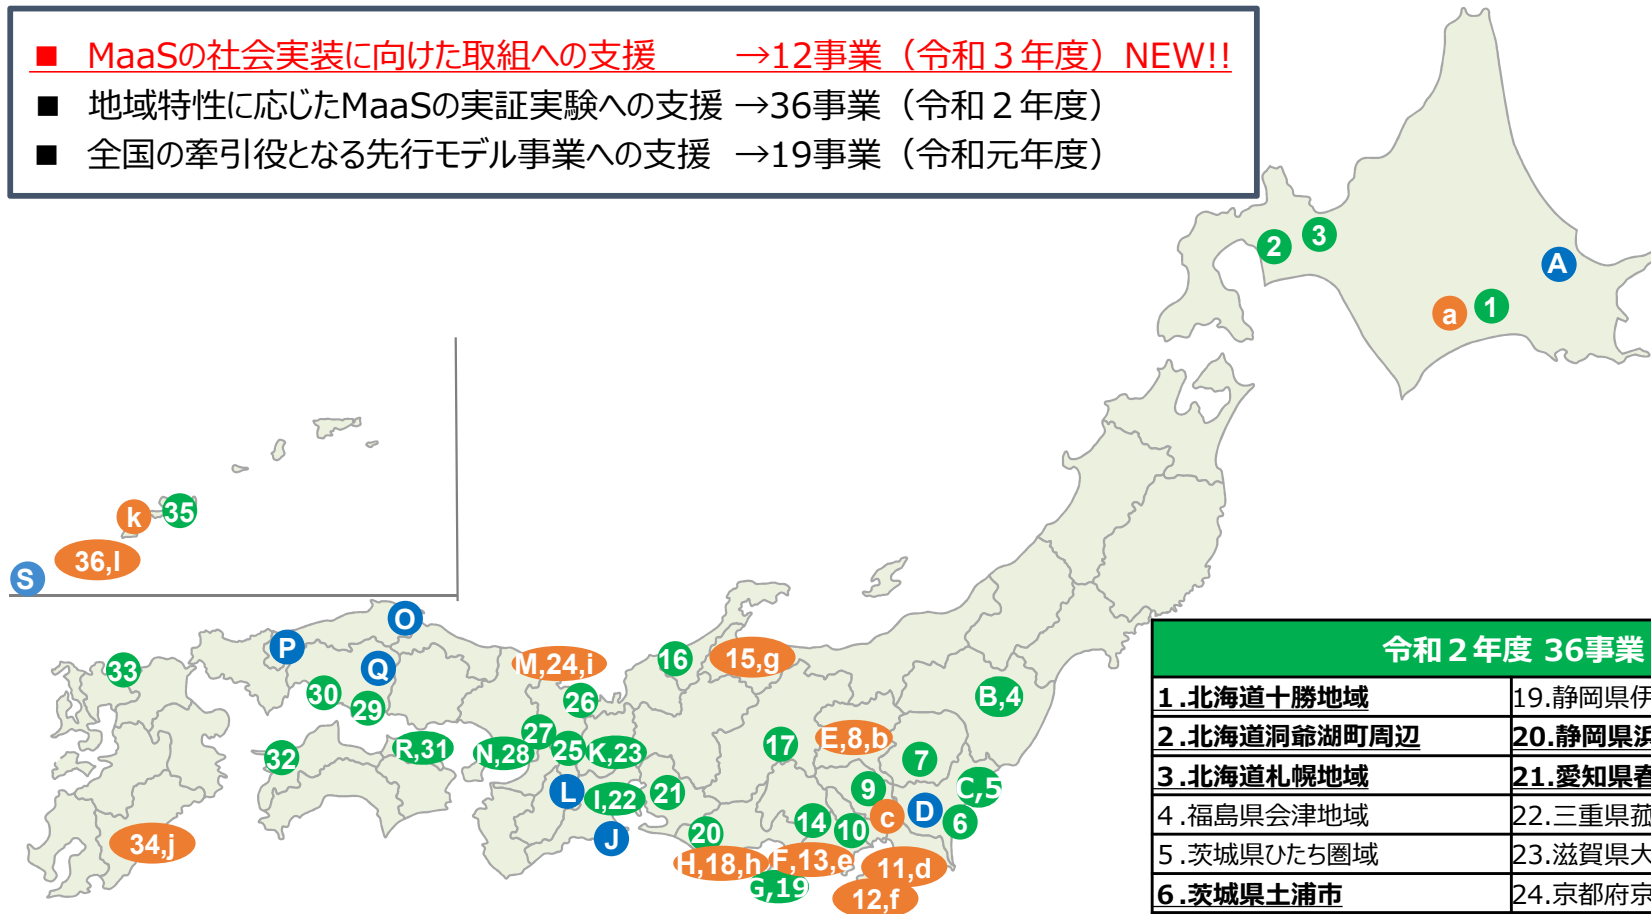 ■ MaaSの社会実装に向けた取組への支援 →12事業（令和３年度）NEW!!
■ 地域特性に応じたMaaSの実証実験への支援 →36事業（令和２年度）
■ 全国の牽引役となる先行モデル事業への支援 →19事業（令和元年度）
2
3
A
a
1
k
35
36,l
S
O
P
Q
33
30
29
M,24,i
16
15,g
26
B,4
27
25
N,28
K,23
R,31
32
17
E,8,b
7
L
I,22
21
9
c
D
C,5
6
J
20
14
10
34,j
H,18,h
F,13,e
11,d
G,19
12,f
令和２年度 36事業
１.北海道十勝地域 19.静岡県伊
２.北海道洞爺湖町周辺 20.静岡県浜
３.北海道札幌地域 21.愛知県春
４.福島県会津地域 22.三重県菰
５.茨城県ひたち圏域 23.滋賀県大
６.茨城県土浦市 24.京都府京